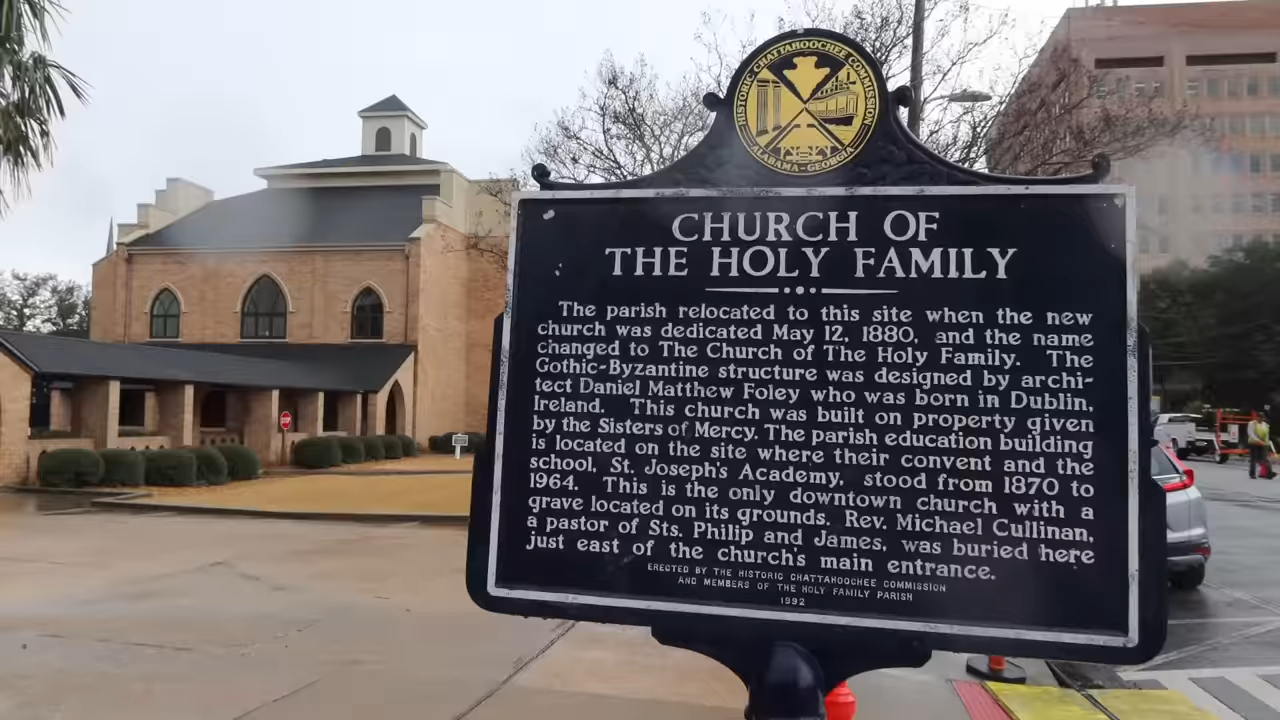 HISTORIC CHATTAHOOCHEE COMMISSION
ALABAMA - GEORGIA
CHURCH OF
THE HOLY FAMILY
The parish relocated to this site when the new
church was dedicated May 12, 1880, and the name
changed to The Church of The Holy Family. The
Gothic-Byzantine structure was designed by archi-
tect Daniel Matthew Foley who was born in Dublin,
Ireland. This church was built on property given
by the Sisters of Mercy. The parish education building
is located on the site where their convent and the
school, St. Joseph's Academy, stood from 1870 to
1964. This is the only downtown church with a
grave located on its grounds. Rev. Michael Cullinan,
a pastor of Sts. Philip and James, was buried here
just east of the church's main entrance.
ERECTED BY THE HISTORIC CHATTAHOOCHEE COMMISSION
AND MEMBERS OF THE HOLY FAMILY PARISH
1992
STOP